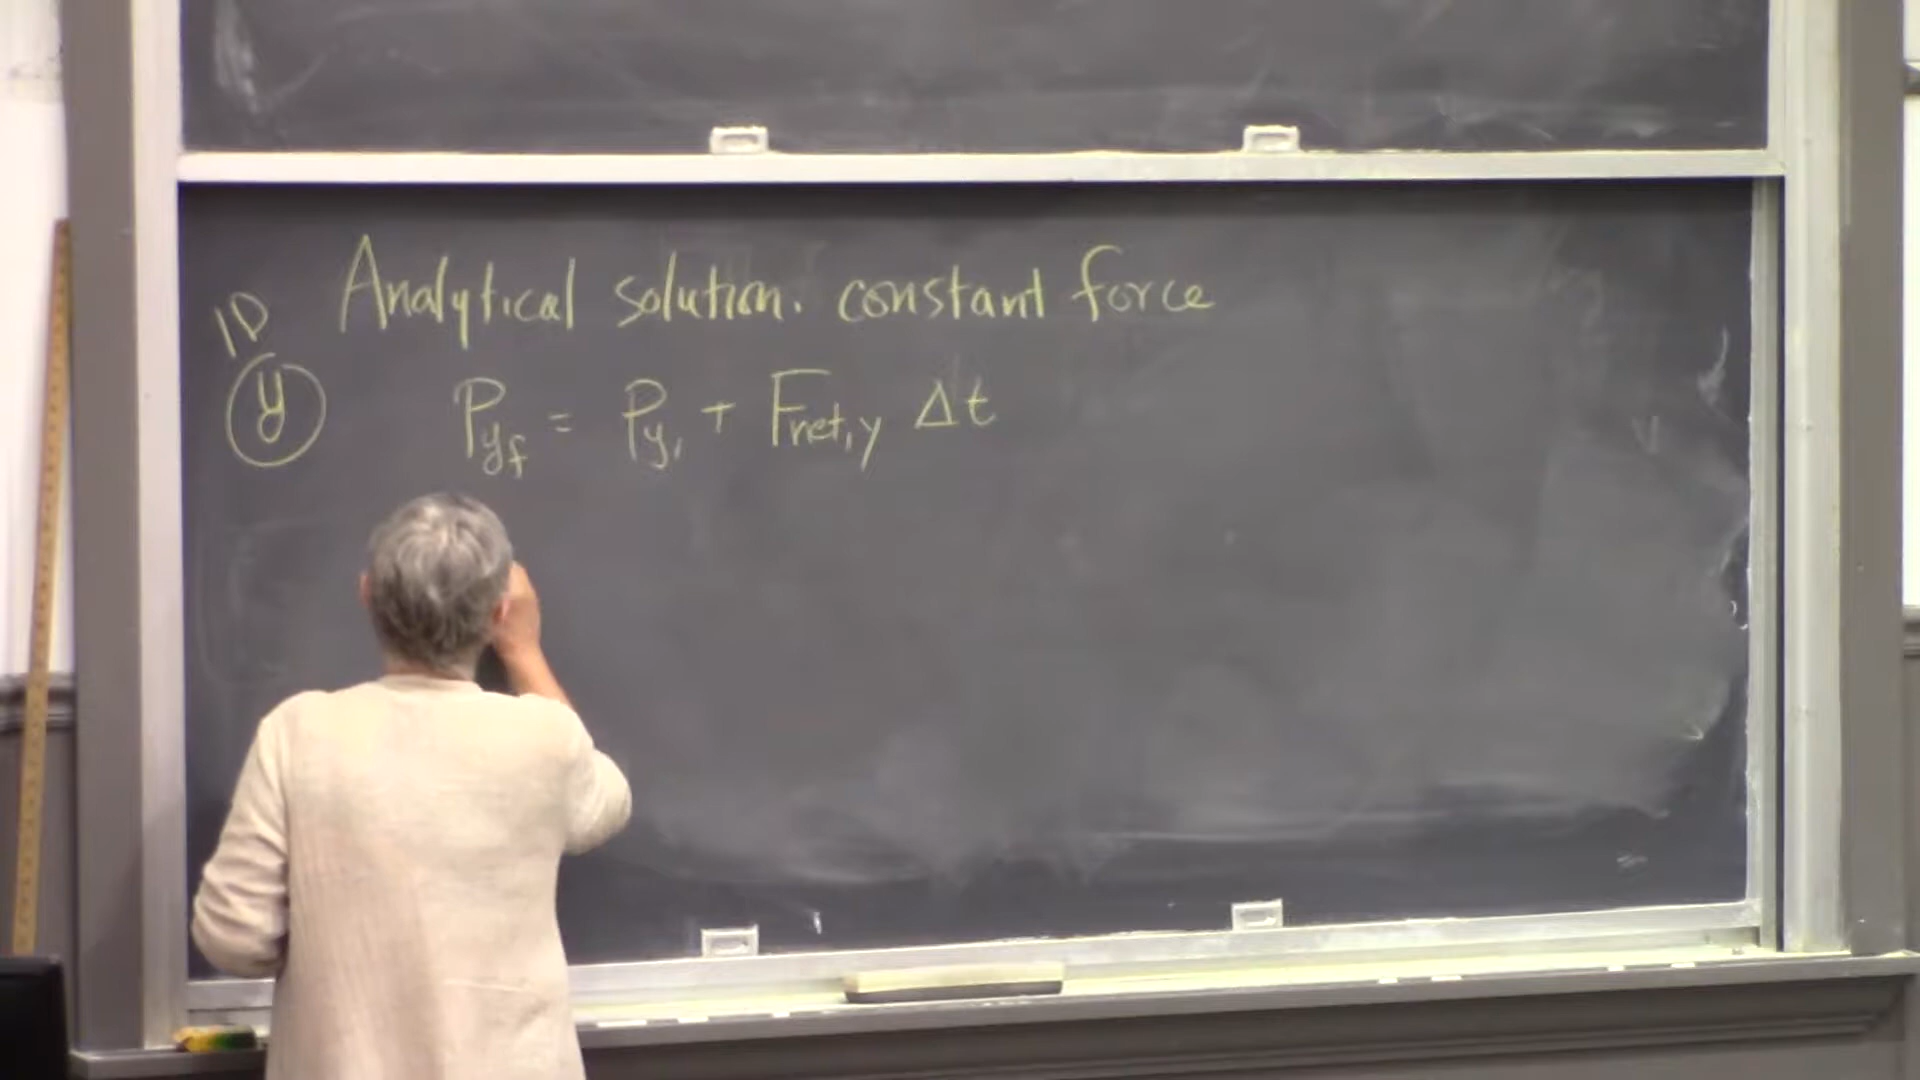 Analytical solution. constant force
1D
y
Pyf = Pyi + Fnet,y Δt